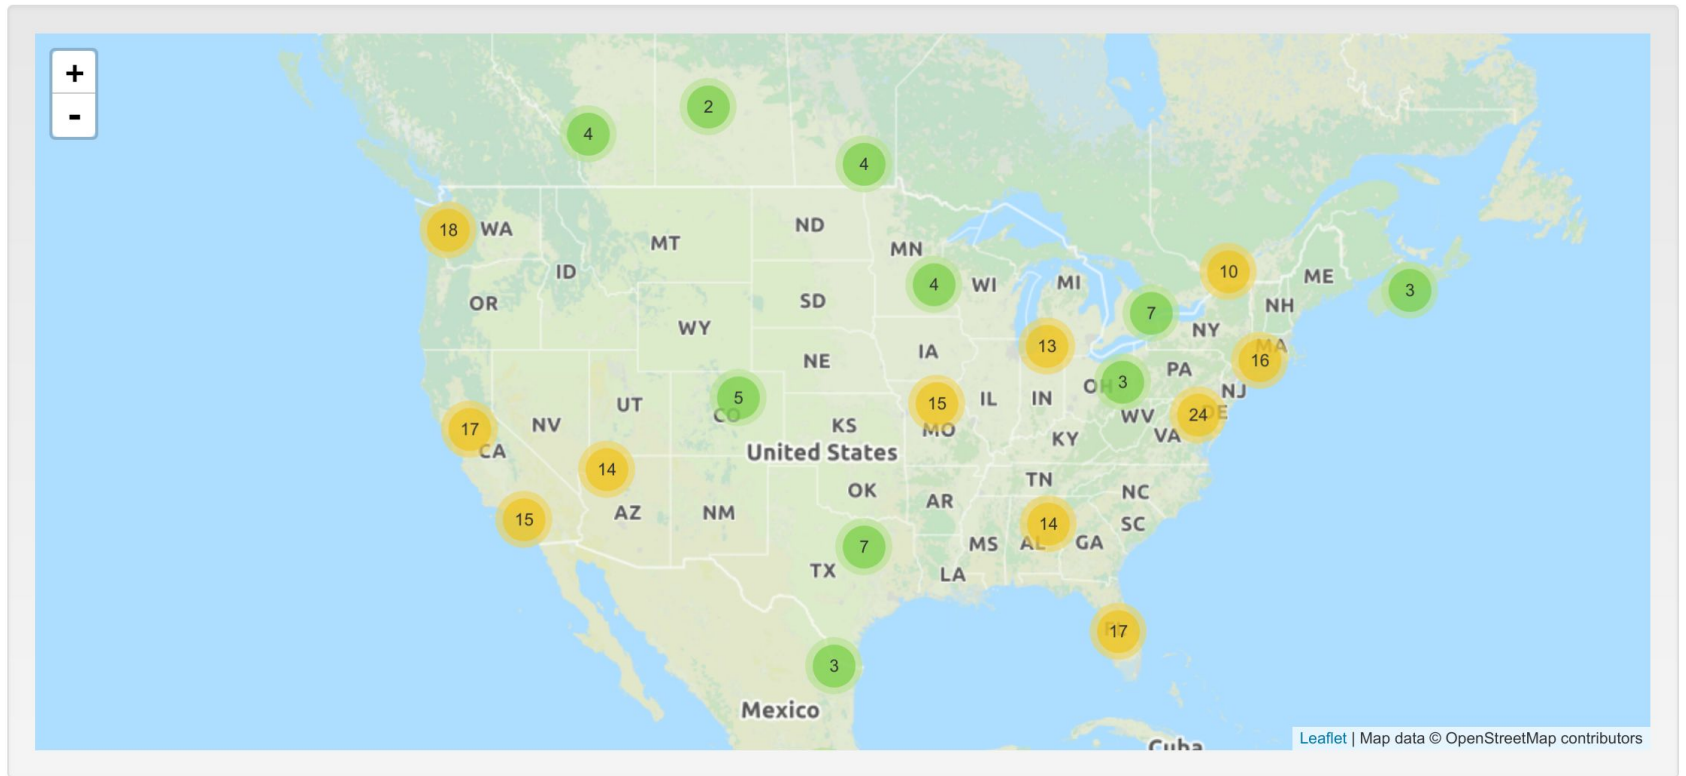 +
-
2
4
4
18
WA
ND
MT
MN
ID
10
ME
4
WI
MI
3
OR
SD
NH
7
WY
NY
13
MA
IA
16
NE
PA
OH
3
NJ
5
IL
IN
UT
15
CO
24
DE
WV
NV
KS
17
MO
VA
KY
CA
United States
14
TN
OK
NC
AR
AZ
NM
15
14
SC
7
MS
AL
GA
TX
LA
17
3
Mexico
Cuba
Leaflet | Map data © OpenStreetMap contributors